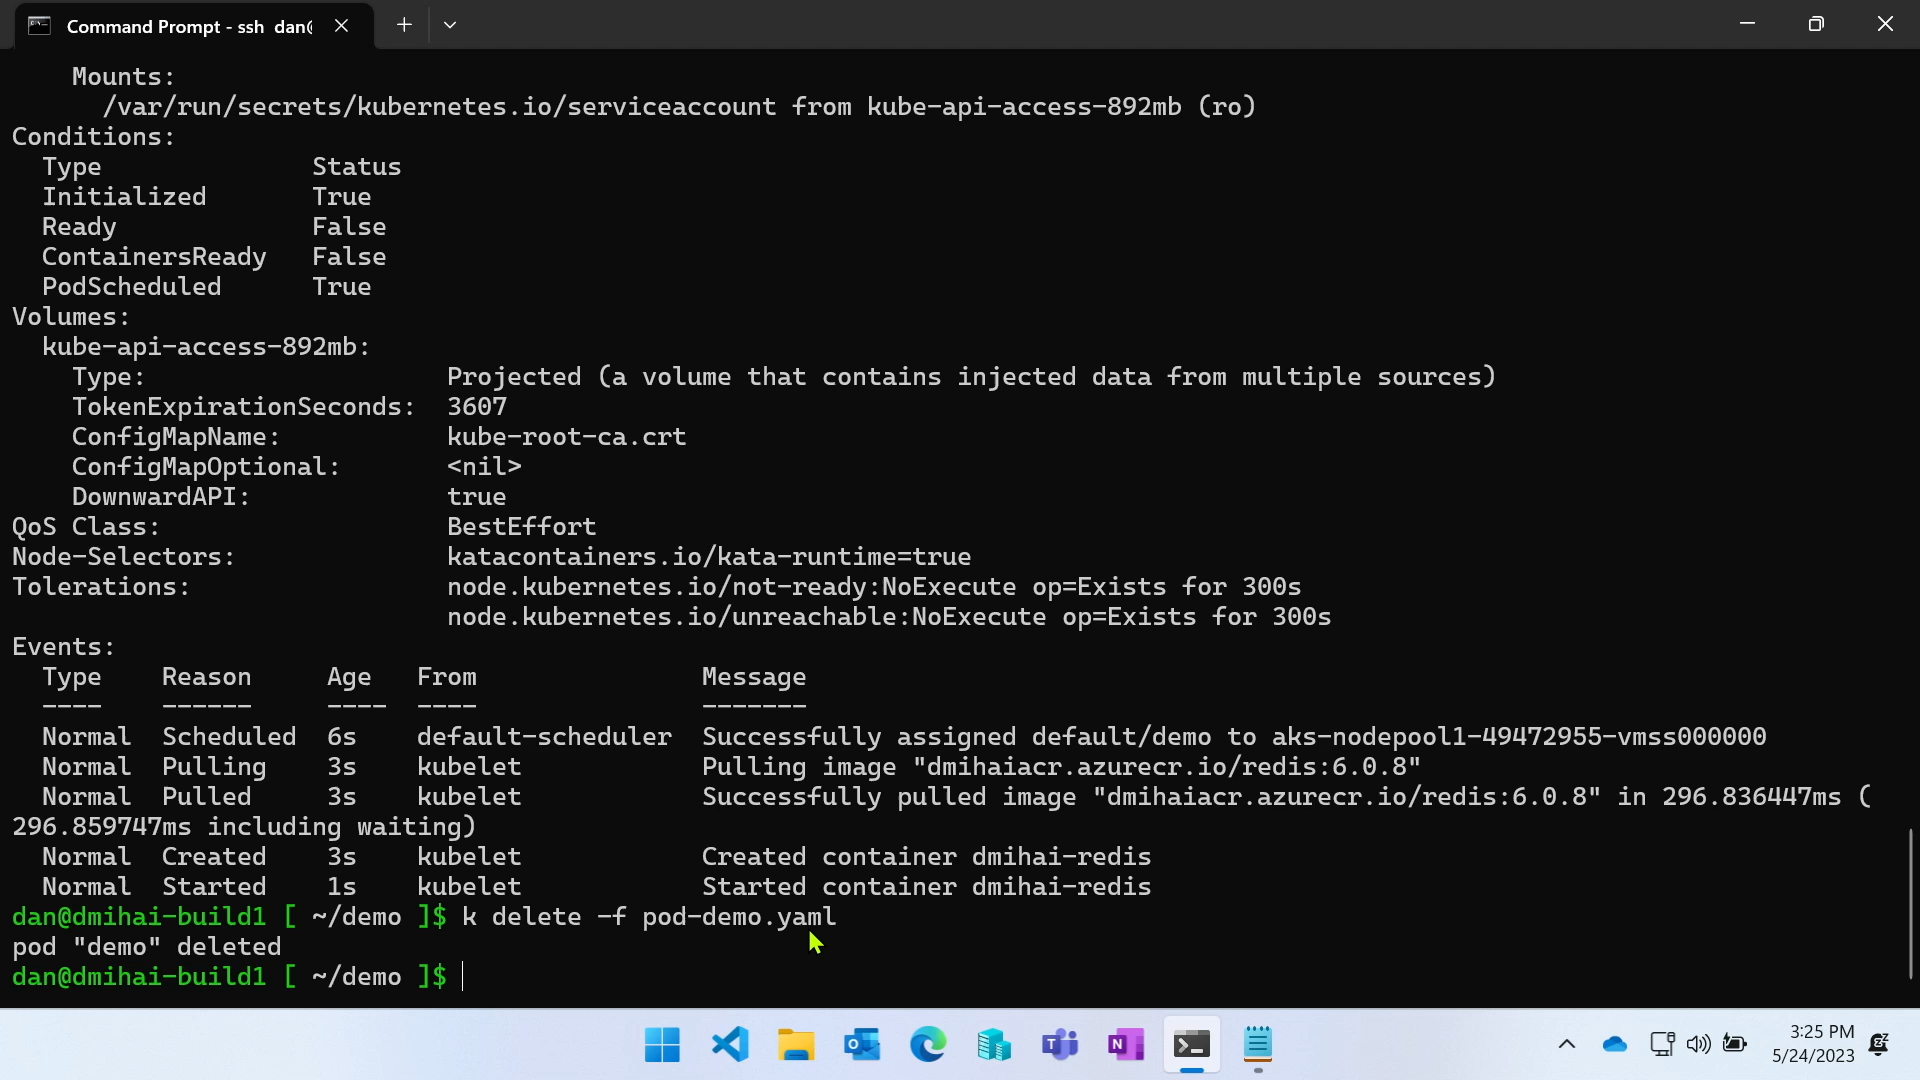 Command Prompt - ssh dan@
Mounts:
/var/run/secrets/kubernetes.io/serviceaccount from kube-api-access-892mb (ro)
Conditions:
Type Status
Initialized True
Ready False
ContainersReady False
PodScheduled True
Volumes:
kube-api-access-892mb:
Type: Projected (a volume that contains injected data from multiple sources)
TokenExpirationSeconds: 3607
ConfigMapName: kube-root-ca.crt
ConfigMapOptional: <nil>
DownwardAPI: true
QoS Class: BestEffort
Node-Selectors: katacontainers.io/kata-runtime=true
Tolerations: node.kubernetes.io/not-ready:NoExecute op=Exists for 300s
node.kubernetes.io/unreachable:NoExecute op=Exists for 300s
Events:
Type Reason Age From Message
---- ------ ---- ---- -------
Normal Scheduled 6s default-scheduler Successfully assigned default/demo to aks-nodepool1-49472955-vmss000000
Normal Pulling 3s kubelet Pulling image "dmihaiacr.azurecr.io/redis:6.0.8"
Normal Pulled 3s kubelet Successfully pulled image "dmihaiacr.azurecr.io/redis:6.0.8" in 296.836447ms (
296.859747ms including waiting)
Normal Created 3s kubelet Created container dmihai-redis
Normal Started 1s kubelet Started container dmihai-redis
dan@dmihai-build1 [ ~/demo ]$ k delete -f pod-demo.yaml
pod "demo" deleted
dan@dmihai-build1 [ ~/demo ]$
3:25 PM
5/24/2023